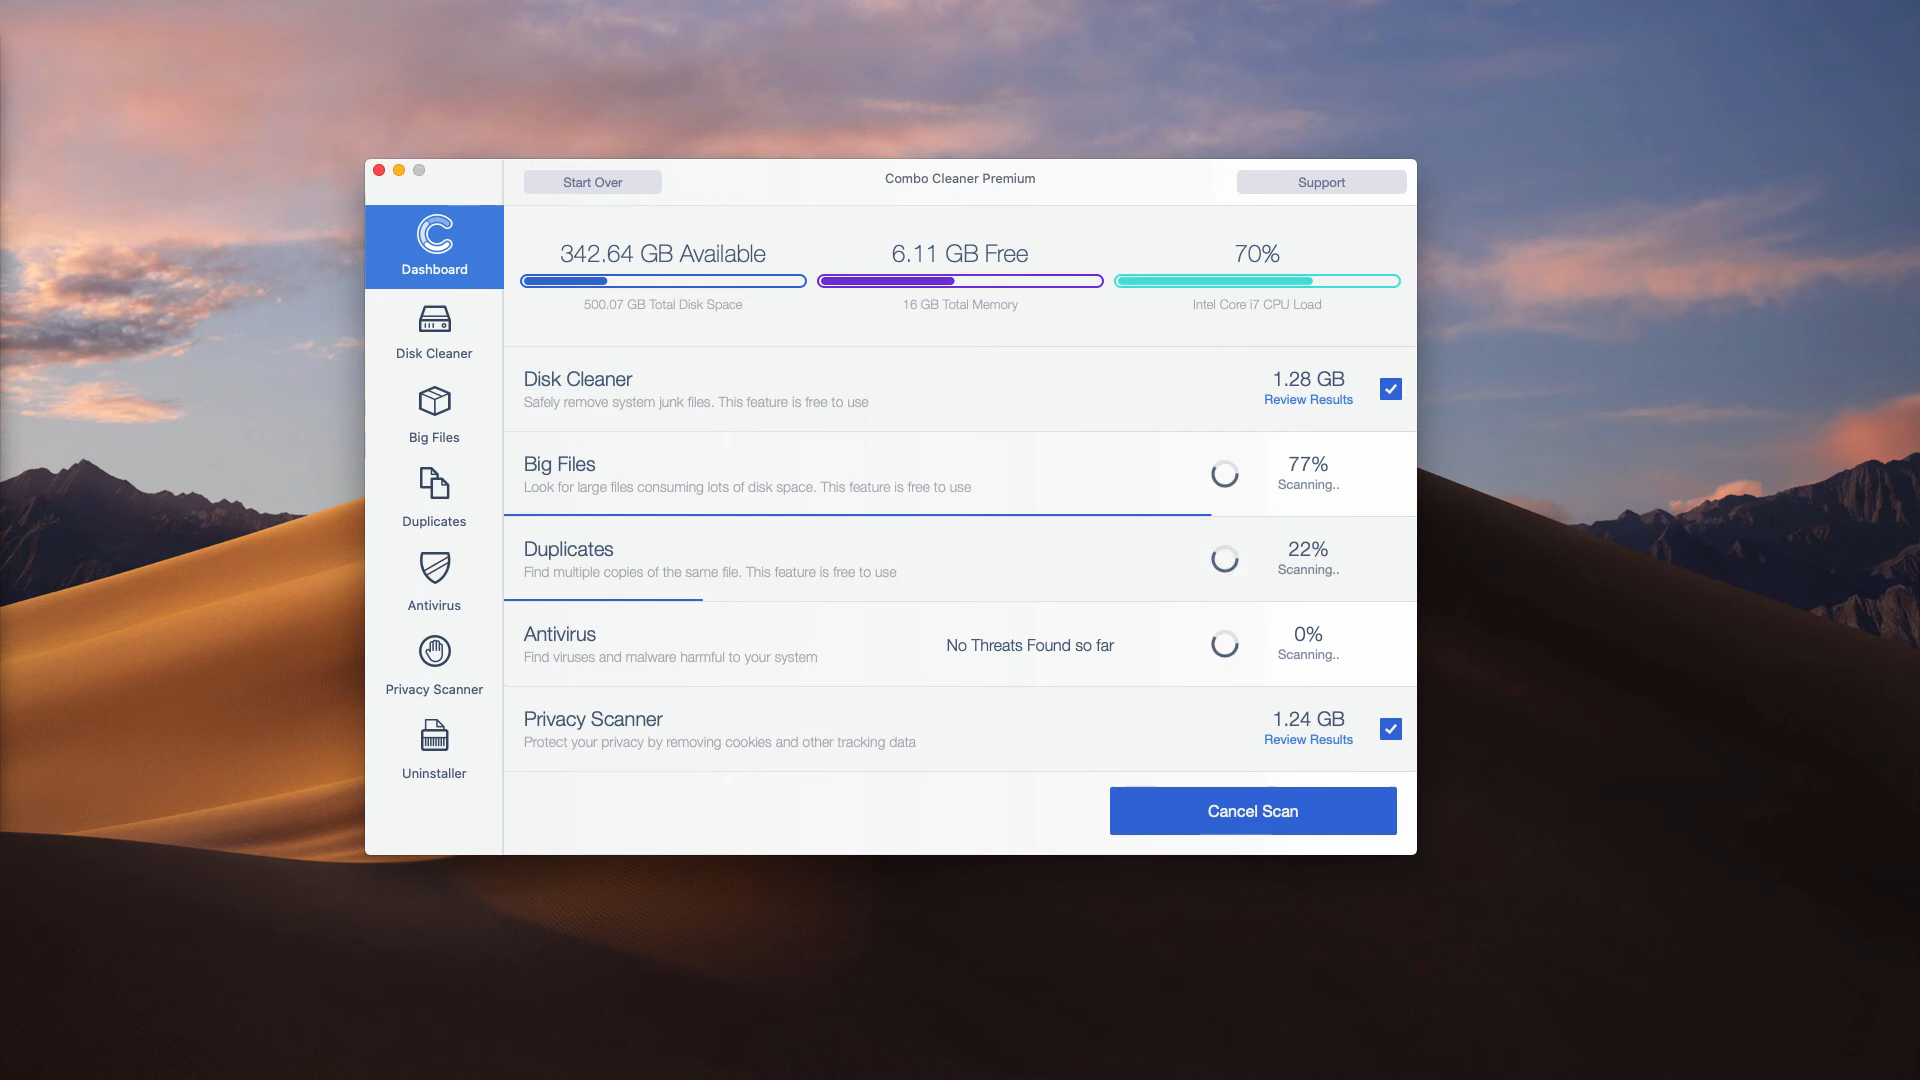 Start Over
Combo Cleaner Premium
Support
Dashboard
Disk Cleaner
Big Files
Duplicates
Antivirus
Privacy Scanner
Uninstaller
342.64 GB Available
500.07 GB Total Disk Space
6.11 GB Free
16 GB Total Memory
70%
Intel Core i7 CPU Load
Disk Cleaner
Safely remove system junk files. This feature is free to use
1.28 GB
Review Results
Big Files
Look for large files consuming lots of disk space. This feature is free to use
77%
Scanning..
Duplicates
Find multiple copies of the same file. This feature is free to use
22%
Scanning..
Antivirus
Find viruses and malware harmful to your system
No Threats Found so far
0%
Scanning..
Privacy Scanner
Protect your privacy by removing cookies and other tracking data
1.24 GB
Review Results
Cancel Scan